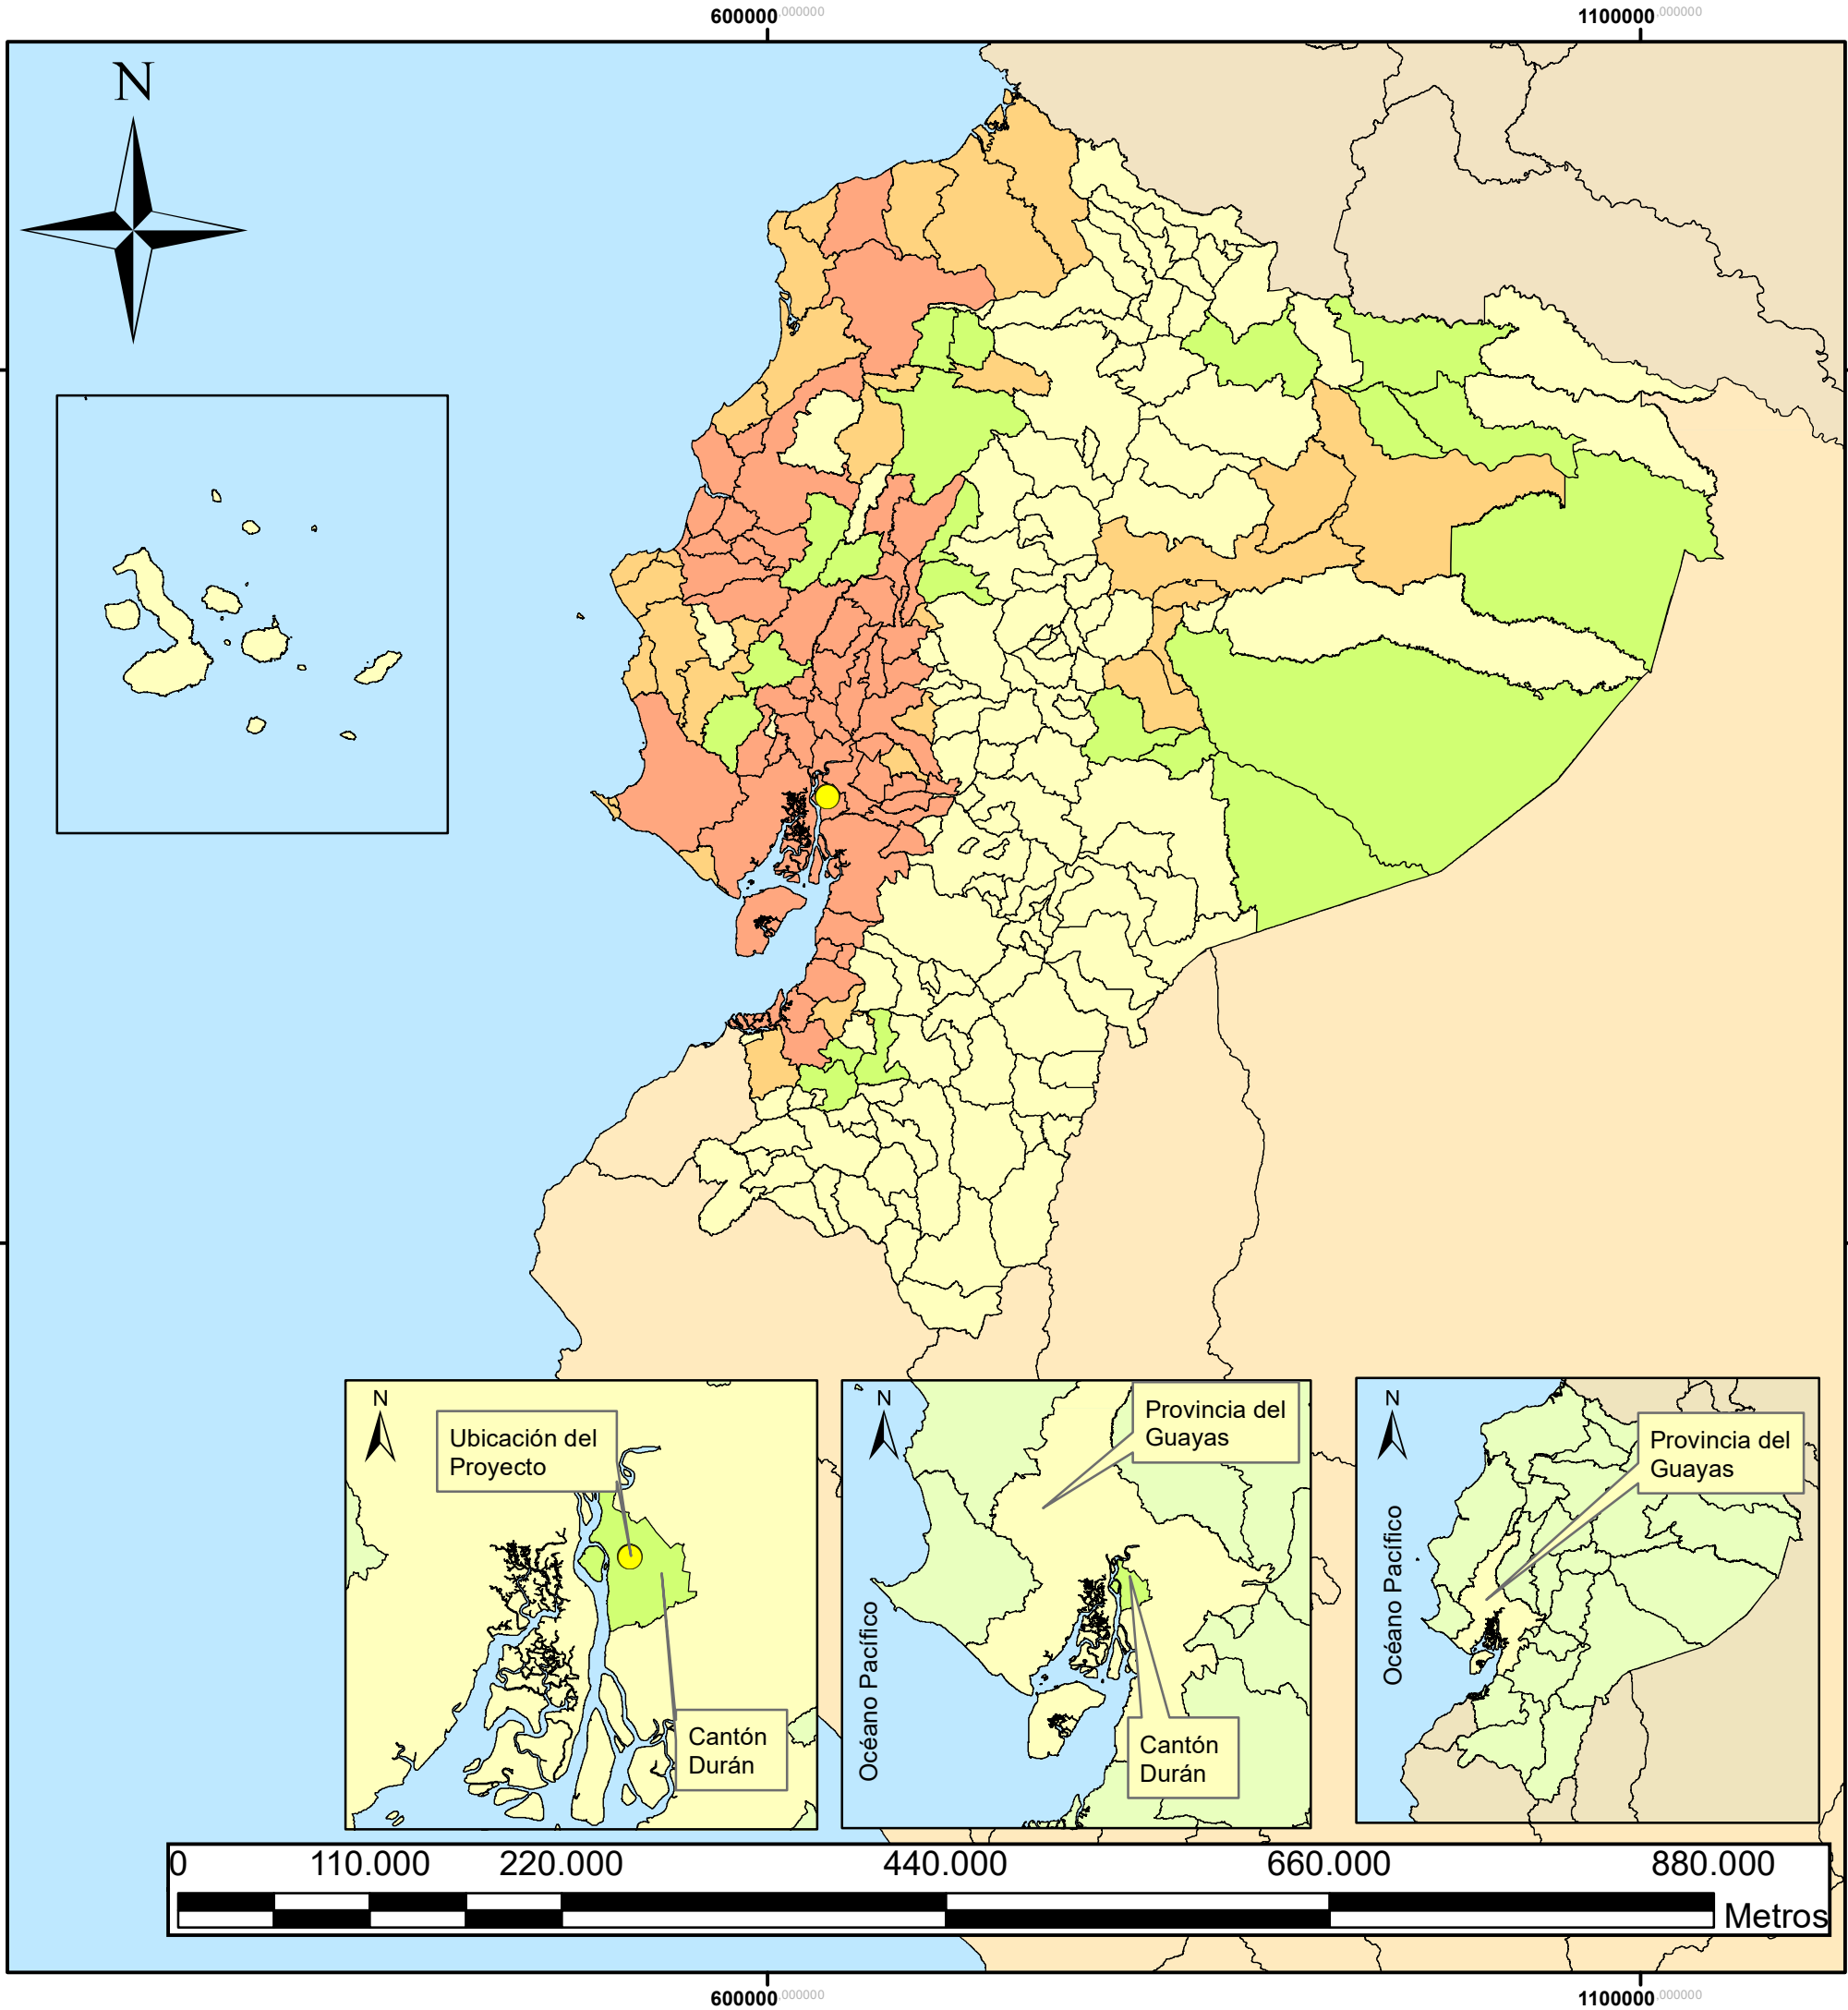 600000,000000 1100000,000000
N
N
Ubicación del
Proyecto
Cantón
Durán
N
Provincia del
Guayas
Océano Pacífico
Cantón
Durán
N
Provincia del
Guayas
Océano Pacífico
0 110.000 220.000 440.000 660.000 880.000
Metros
600000,000000 1100000,000000